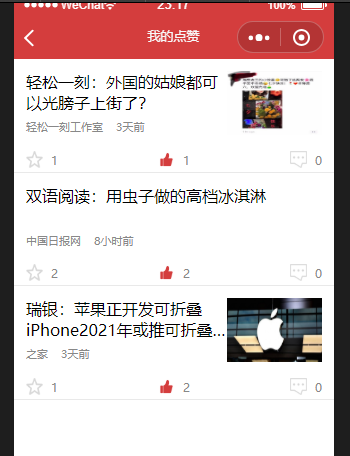 WeChat
23:17
100%
我的点赞
轻松一刻：外国的姑娘都可
以光膀子上街了？
轻松一刻工作室 3天前
1 1 0
双语阅读：用虫子做的高档冰淇淋
中国日报网 8小时前
2 2 0
瑞银：苹果正开发可折叠
iPhone2021年或推可折叠...
之家 3天前
1 2 0